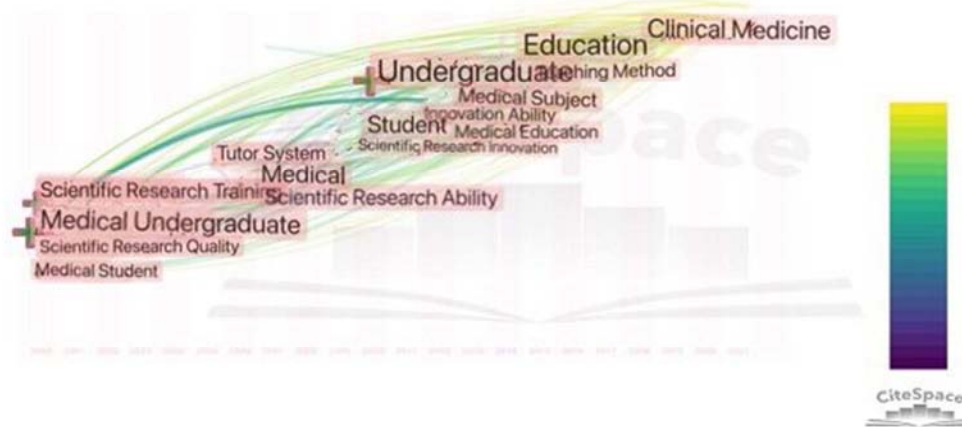 Clinical Medicine
Education
Undergraduate
Teaching Method
Medical Subject
Innovation Ability
Student
Medical Education
Scientific Research Innovation
Tutor System
Medical
Scientific Research Training
Scientific Research Ability
Medical Undergraduate
Scientific Research Quality
Medical Student
CiteSpace